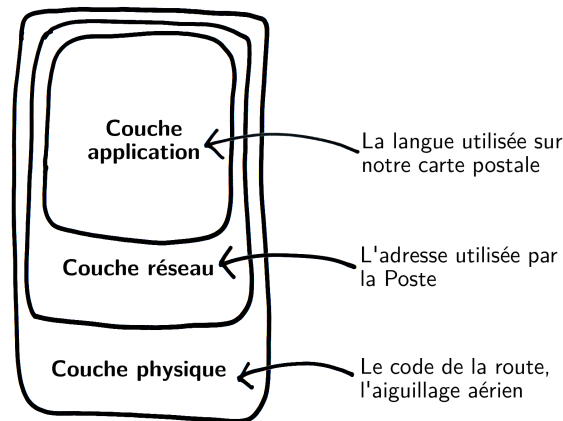 Couche
application
La langue utilisée sur
notre carte postale
Couche réseau
L'adresse utilisée par
la Poste
Couche physique
Le code de la route,
l'aiguillage aérien